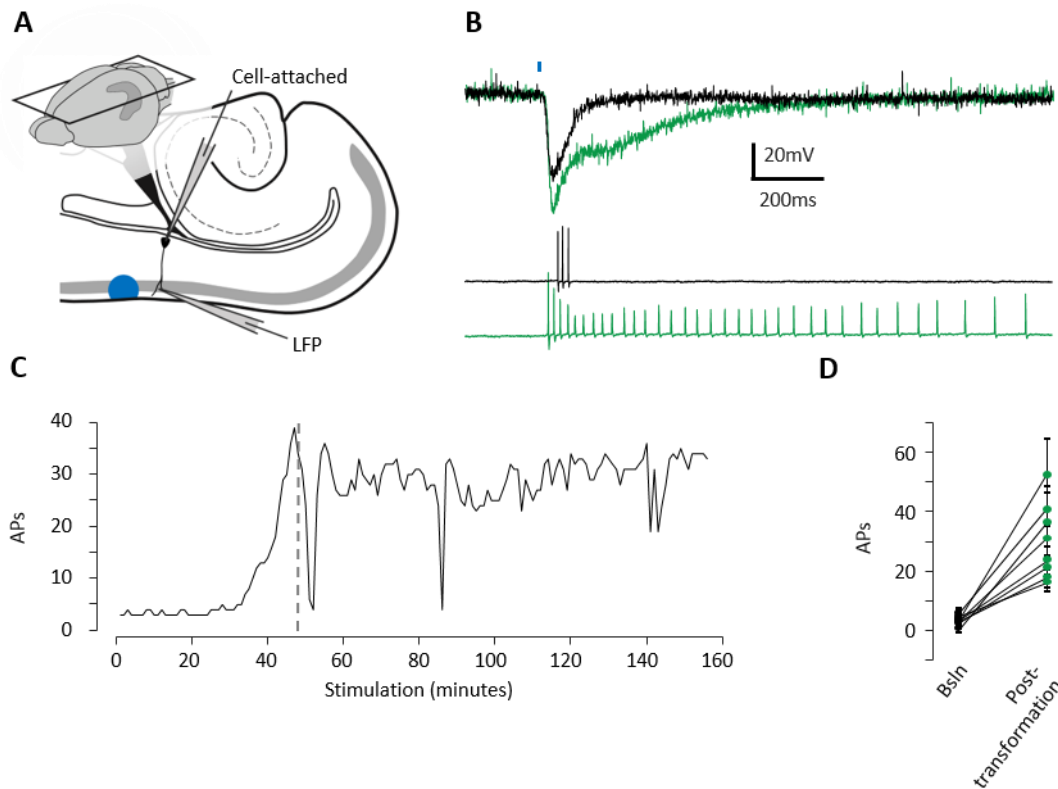 A
Cell-attached
LFP
B
20mV
200ms
C
APs
40
30
20
10
0
0 20 40 60 80 100 120 140 160
Stimulation (minutes)
D
APs
60
40
20
0
Bsln
Post-
transformation